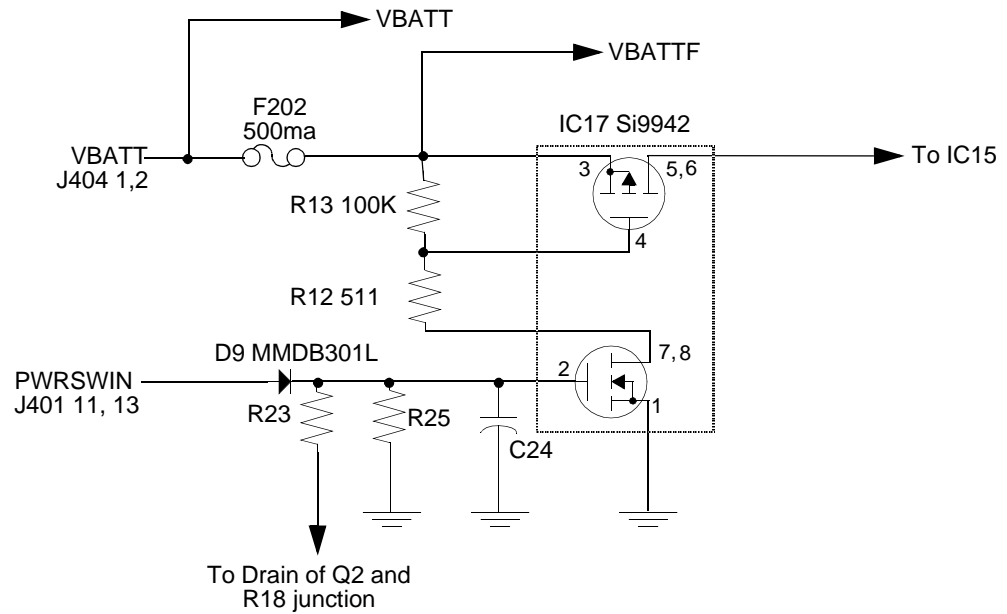 VBATT
VBATTF
F202
500ma
IC17 Si9942
VBATT
J404 1,2
3
5,6
To IC15
R13 100K
4
R12 511
D9 MMDB301L
7,8
2
PWRSWIN
J401 11, 13
1
R23
R25
C24
To Drain of Q2 and
R18 junction